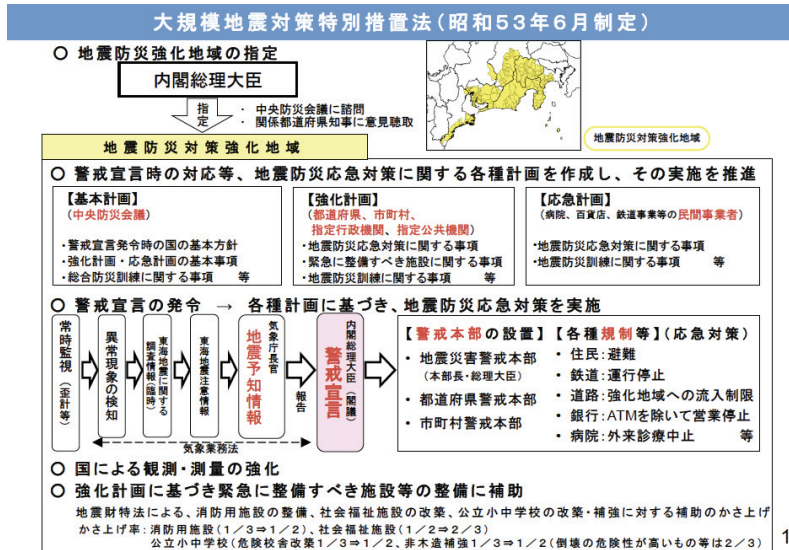 大規模地震対策特別措置法(昭和53年6月制定)
○ 地震防災強化地域の指定
内閣総理大臣
指定
・ 中央防災会議に諮問
・ 関係都道府県知事に意見聴取
地震防災対策強化地域
地震防災対策強化地域
○ 警戒宣言時の対応等、地震防災応急対策に関する各種計画を作成し、その実施を推進
【基本計画】
(中央防災会議)
・警戒宣言発令時の国の基本方針
・強化計画・応急計画の基本事項
・総合防災訓練に関する事項 等
【強化計画】
(都道府県、市町村、
指定行政機関、指定公共機関)
・地震防災応急対策に関する事項
・緊急に整備すべき施設に関する事項
・地震防災訓練に関する事項 等
【応急計画】
(病院、百貨店、鉄道事業等の民間事業者)
・地震防災応急対策に関する事項
・地震防災訓練に関する事項 等
○ 警戒宣言の発令 → 各種計画に基づき、地震防災応急対策を実施
常時監視(歪計等)
異常現象の検知
東海地震に関する
調査情報(臨時)
東海地震注意情報
気象庁長官
地震予知情報
報告
内閣総理大臣(閣議)
警戒宣言
気象業務法
【警戒本部の設置】
・ 地震災害警戒本部
(本部長・総理大臣)
・ 都道府県警戒本部
・ 市町村警戒本部
【各種規制等】(応急対策)
・ 住民:避難
・ 鉄道:運行停止
・ 道路:強化地域への流入制限
・ 銀行:ATMを除いて営業停止
・ 病院:外来診療中止 等
○ 国による観測・測量の強化
○ 強化計画に基づき緊急に整備すべき施設等の整備に補助
地震財特法による、消防用施設の整備、社会福祉施設の改築、公立小中学校の改築・補強に対する補助のかさ上げ
かさ上げ率:消防用施設(1/3⇒1/2)、社会福祉施設(1/2⇒2/3)
公立小中学校(危険校舎改築1/3⇒1/2、非木造補強1/3⇒1/2(倒壊の危険性が高いもの等は2/3)
1